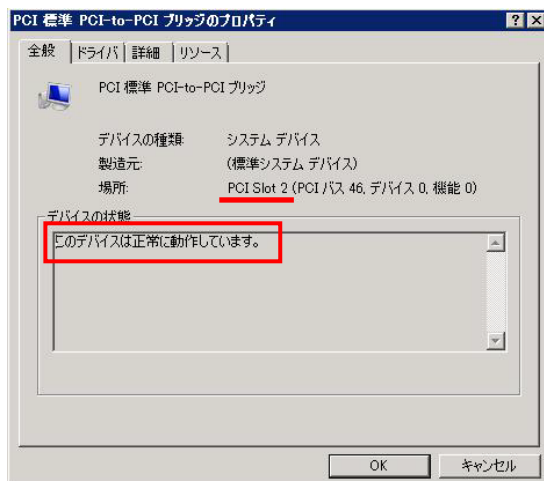 PCI 標準 PCI-to-PCI ブリッジのプロパティ
全般 ドライバ 詳細 リソース
PCI 標準 PCI-to-PCI ブリッジ
デバイスの種類: システム デバイス
製造元: (標準システム デバイス)
場所: PCI Slot 2 (PCI バス 46, デバイス 0, 機能 0)
デバイスの状態
このデバイスは正常に動作しています。
OK キャンセル